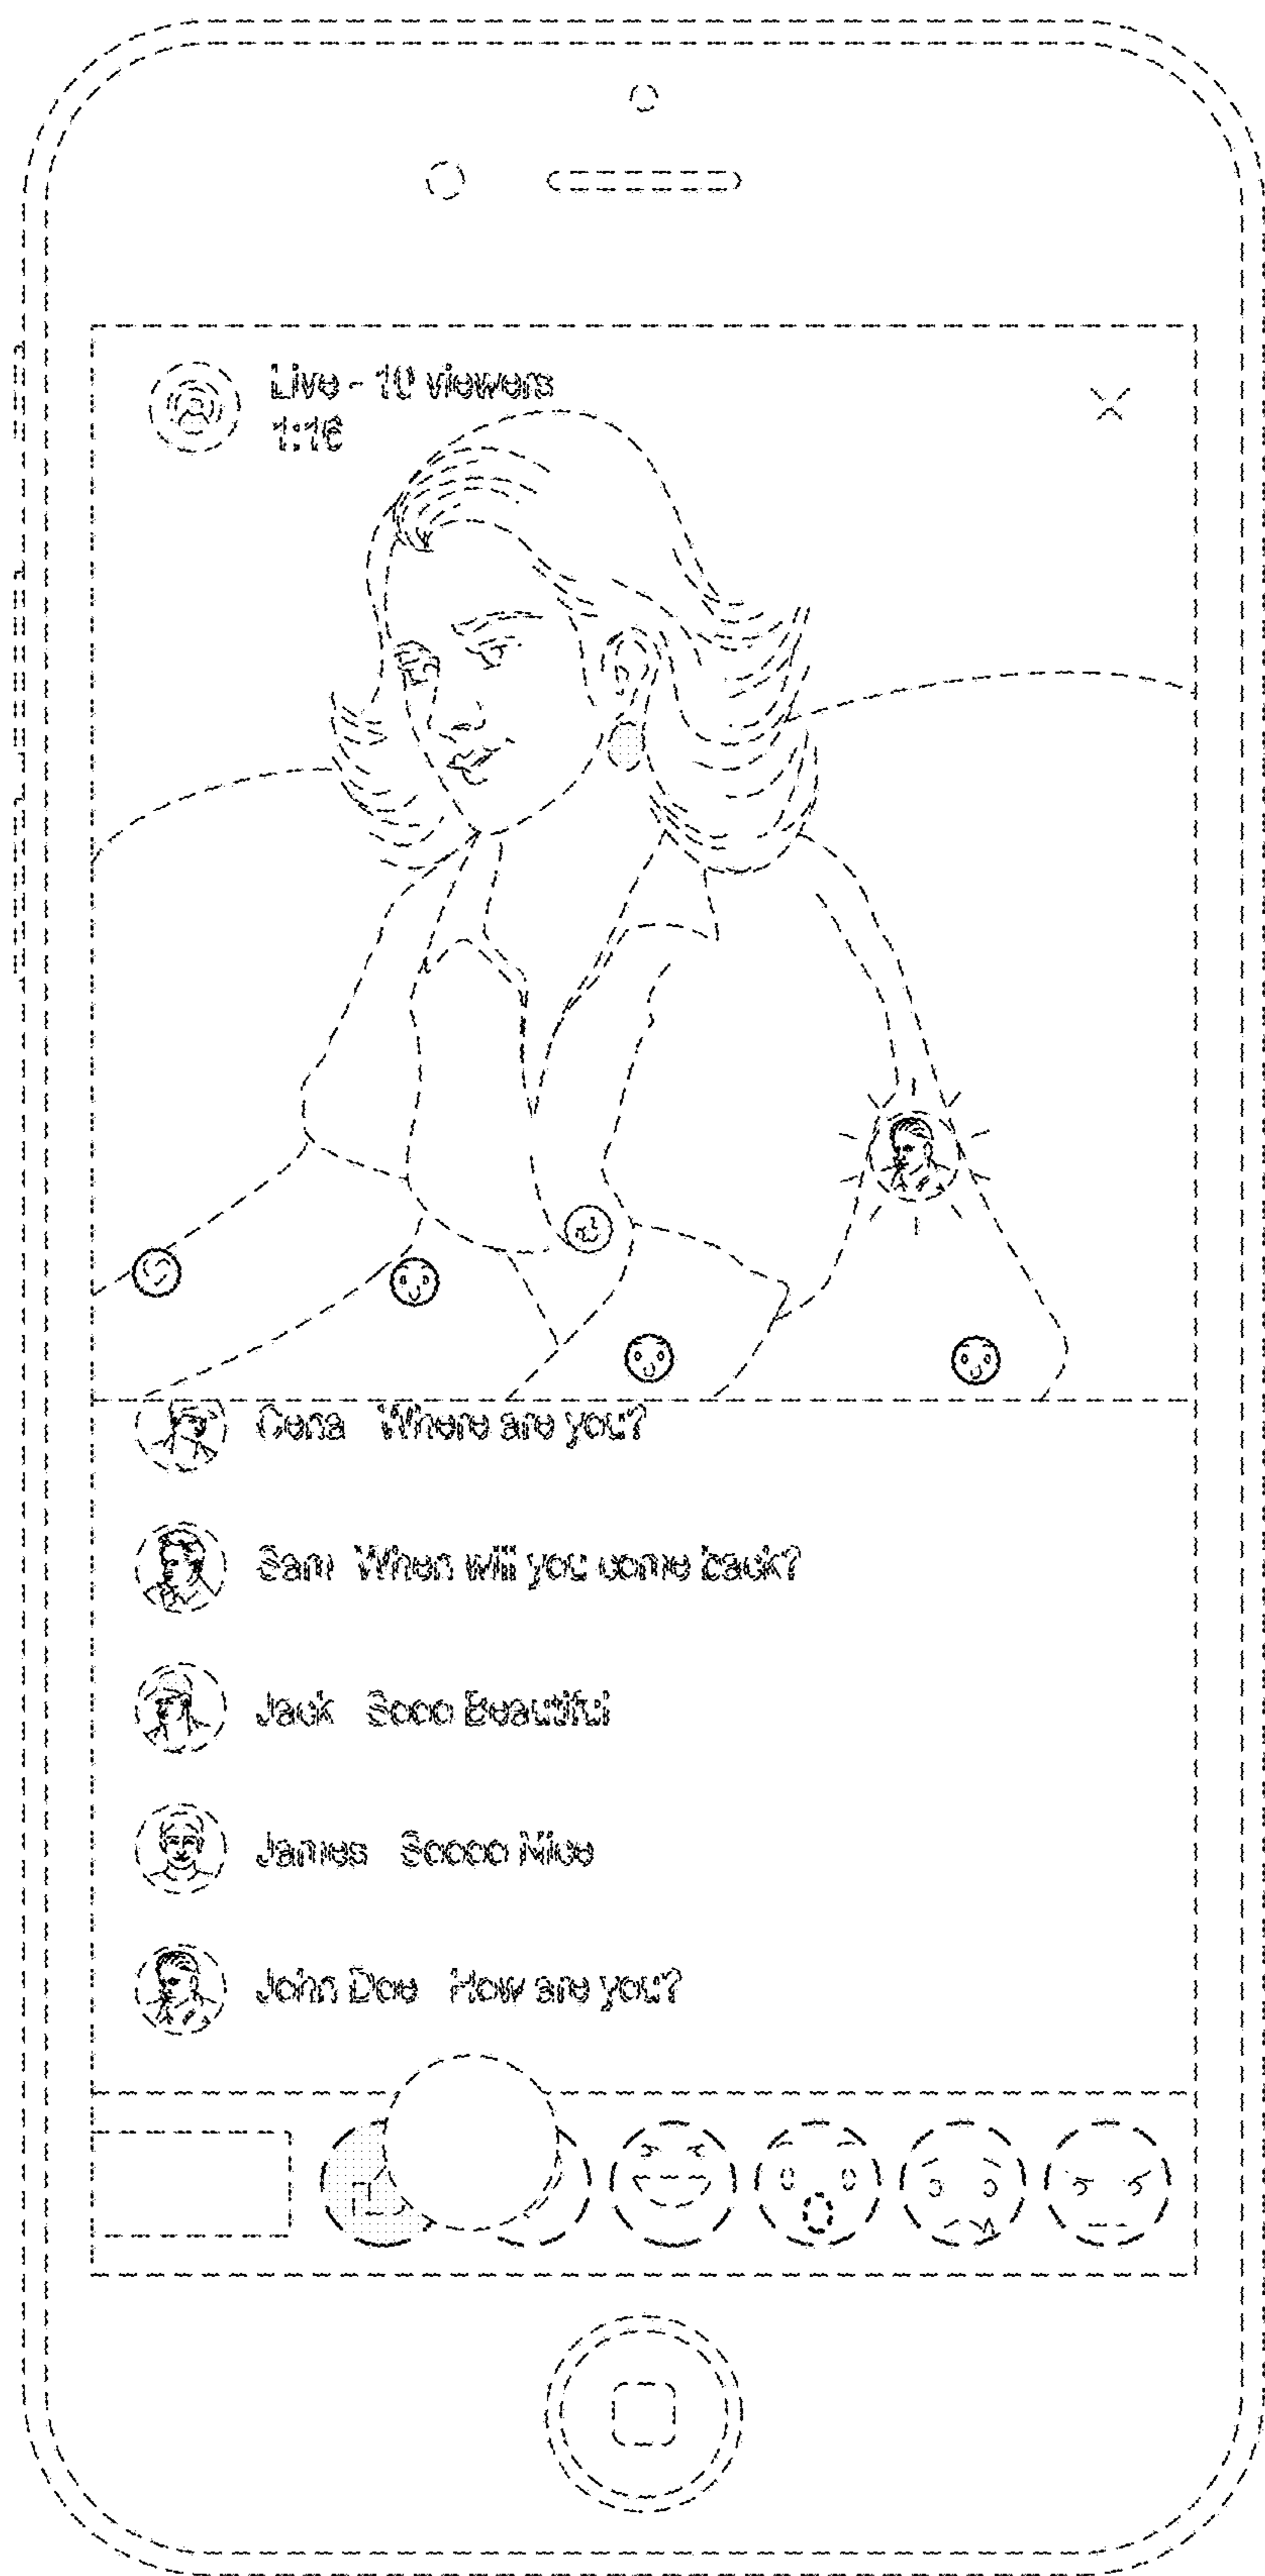 Live - 10 viewers
1:16
Cena Where are you?
Sam When will you come back?
Jack Sooo Beautiful
James Soooo Nice
John Doe How are you?